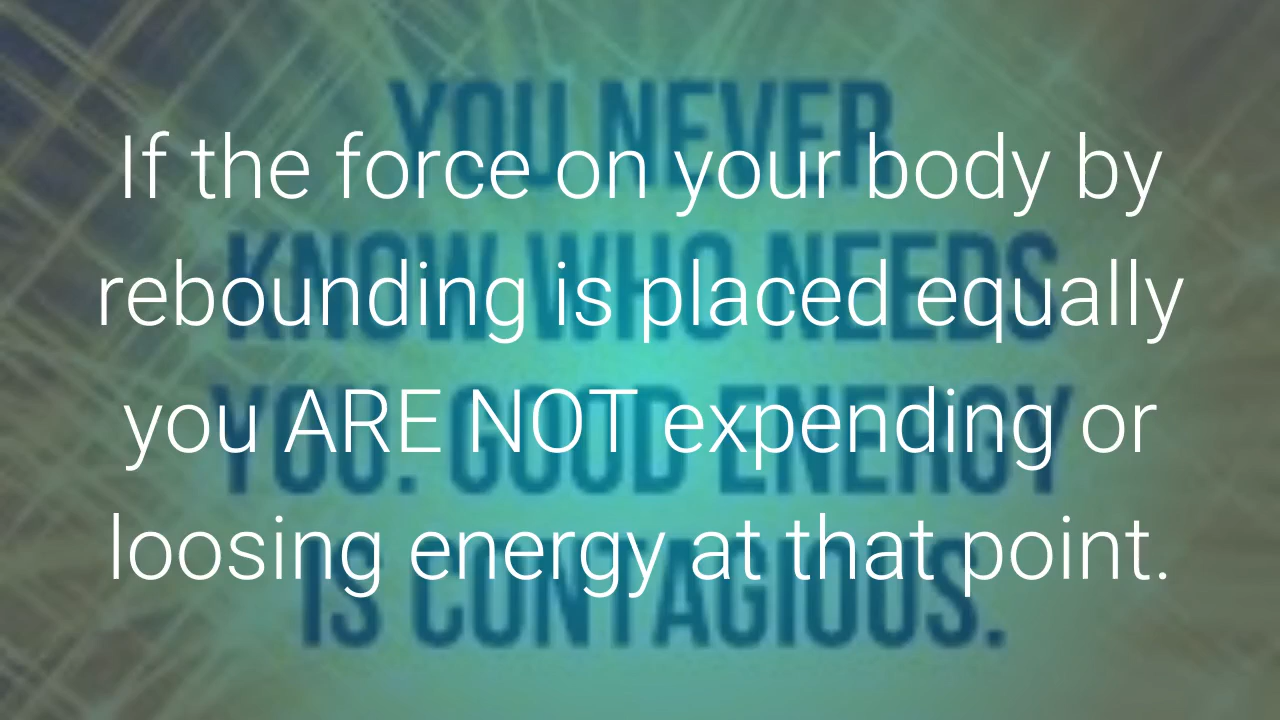 If the force on your body by
rebounding is placed equally
you ARE NOT expending or
loosing energy at that point.
YOU NEVER
KNOW WHO NEEDS
YOU. GOOD ENERGY
IS CONTAGIOUS.